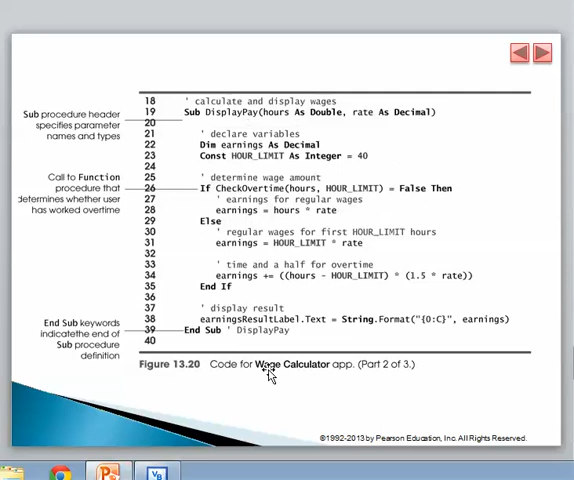 18 ' calculate and display wages
19 Sub DisplayPay(hours As Double, rate As Decimal)
20
21 ' declare variables
22 Dim earnings As Decimal
23 Const HOUR_LIMIT As Integer = 40
24
25 ' determine wage amount
26 If CheckOvertime(hours, HOUR_LIMIT) = False Then
27 ' earnings for regular wages
28 earnings = hours * rate
29 Else
30 ' regular wages for first HOUR_LIMIT hours
31 earnings = HOUR_LIMIT * rate
32
33 ' time and a half for overtime
34 earnings += ((hours - HOUR_LIMIT) * (1.5 * rate))
35 End If
36
37 ' display result
38 earningsResultLabel.Text = String.Format("{0:C}", earnings)
39 End Sub ' DisplayPay
40
Sub procedure header
specifies parameter
names and types
Call to Function
procedure that
determines whether user
has worked overtime
End Sub keywords
indicatethe end of
Sub procedure
definition
Figure 13.20 Code for Wage Calculator app. (Part 2 of 3.)
©1992-2013 by Pearson Education, Inc. All Rights Reserved.
VB